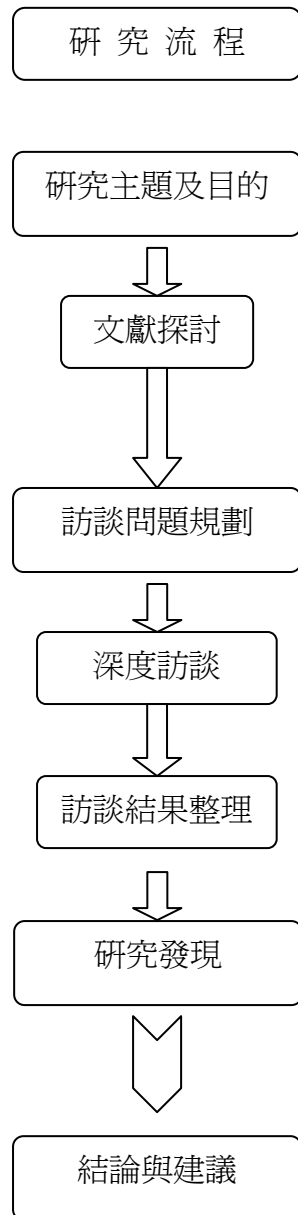 研 究 流 程
研究主題及目的
文獻探討
訪談問題規劃
深度訪談
訪談結果整理
研究發現
結論與建議